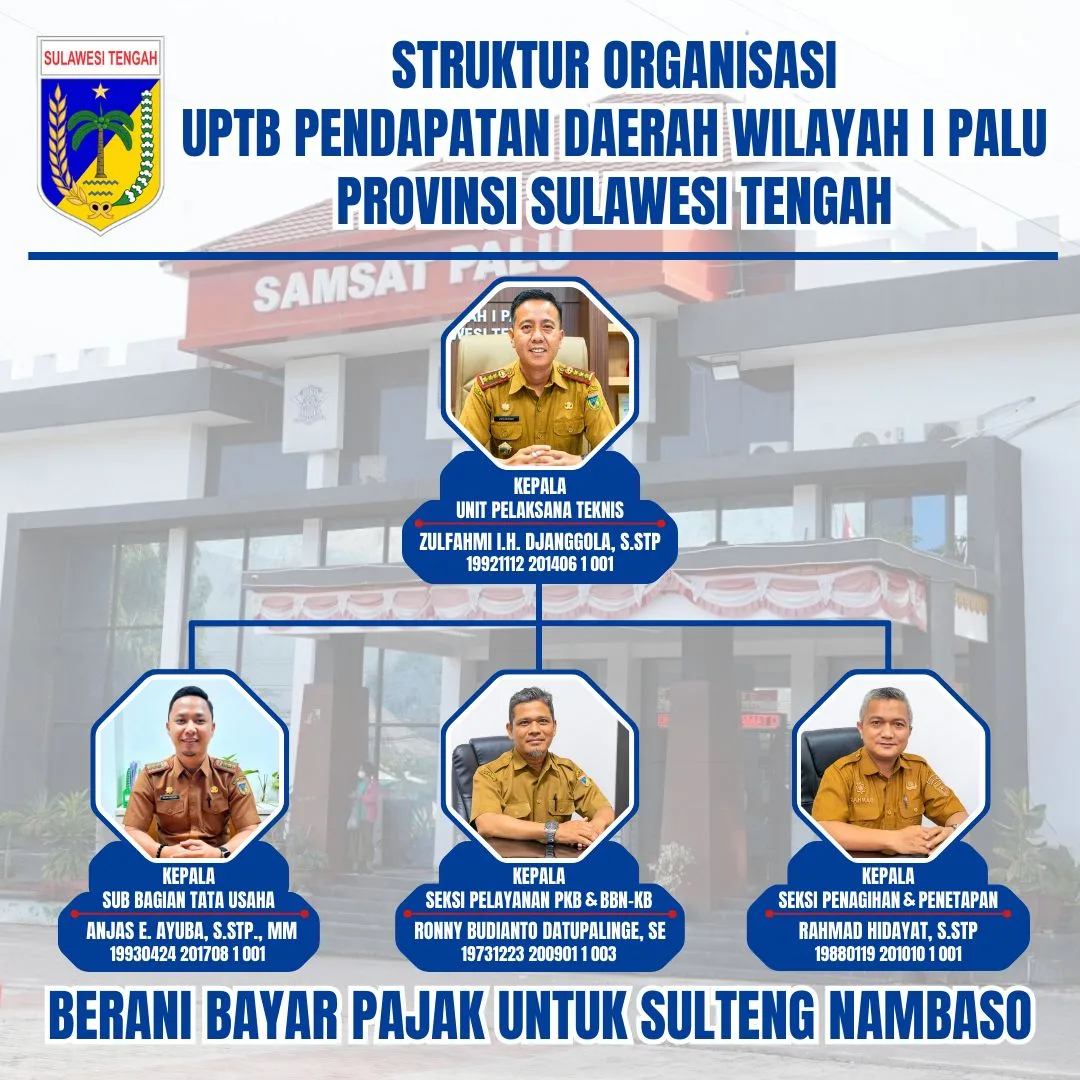 SULAWESI TENGAH
STRUKTUR ORGANISASI
UPTB PENDAPATAN DAERAH WILAYAH I PALU
PROVINSI SULAWESI TENGAH
SAMSAT PALU
KEPALA
UNIT PELAKSANA TEKNIS
ZULFAHMI I.H. DJANGGOLA, S.STP
19921112 201406 1 001
KEPALA
SUB BAGIAN TATA USAHA
ANJAS E. AYUBA, S.STP., MM
19930424 201708 1 001
KEPALA
SEKSI PELAYANAN PKB & BBN-KB
RONNY BUDIANTO DATUPALINGE, SE
19731223 200901 1 003
KEPALA
SEKSI PENAGIHAN & PENETAPAN
RAHMAD HIDAYAT, S.STP
19880119 201010 1 001
BERANI BAYAR PAJAK UNTUK SULTENG NAMBASO